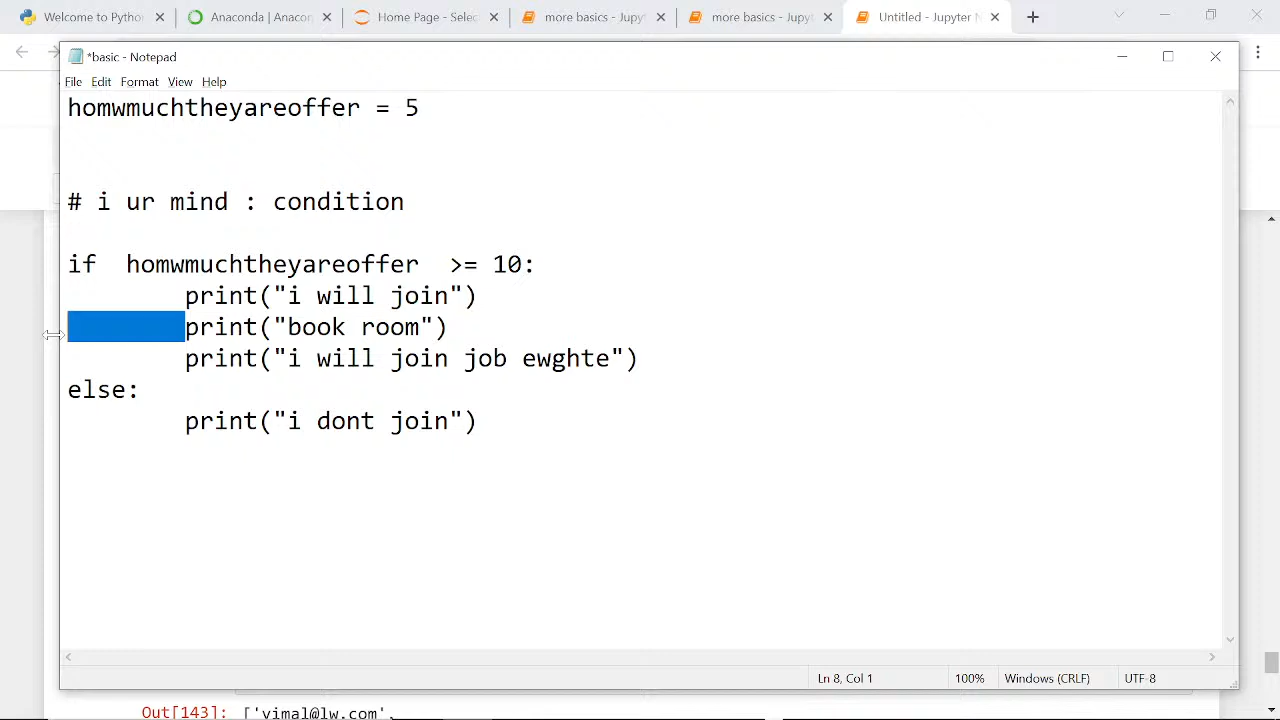 Welcome to Pytho
Anaconda | Anacon
Home Page - Selec
more basics - Jupyt
more basics - Jupyt
Untitled - Jupyter N
*basic - Notepad
File Edit Format View Help
homwmuchtheyareoffer = 5
# i ur mind : condition
if homwmuchtheyareoffer >= 10:
print("i will join")
print("book room")
print("i will join job ewghte")
else:
print("i dont join")
Ln 8, Col 1 100% Windows (CRLF) UTF-8
Out[143]: ['vimal@lw.com',